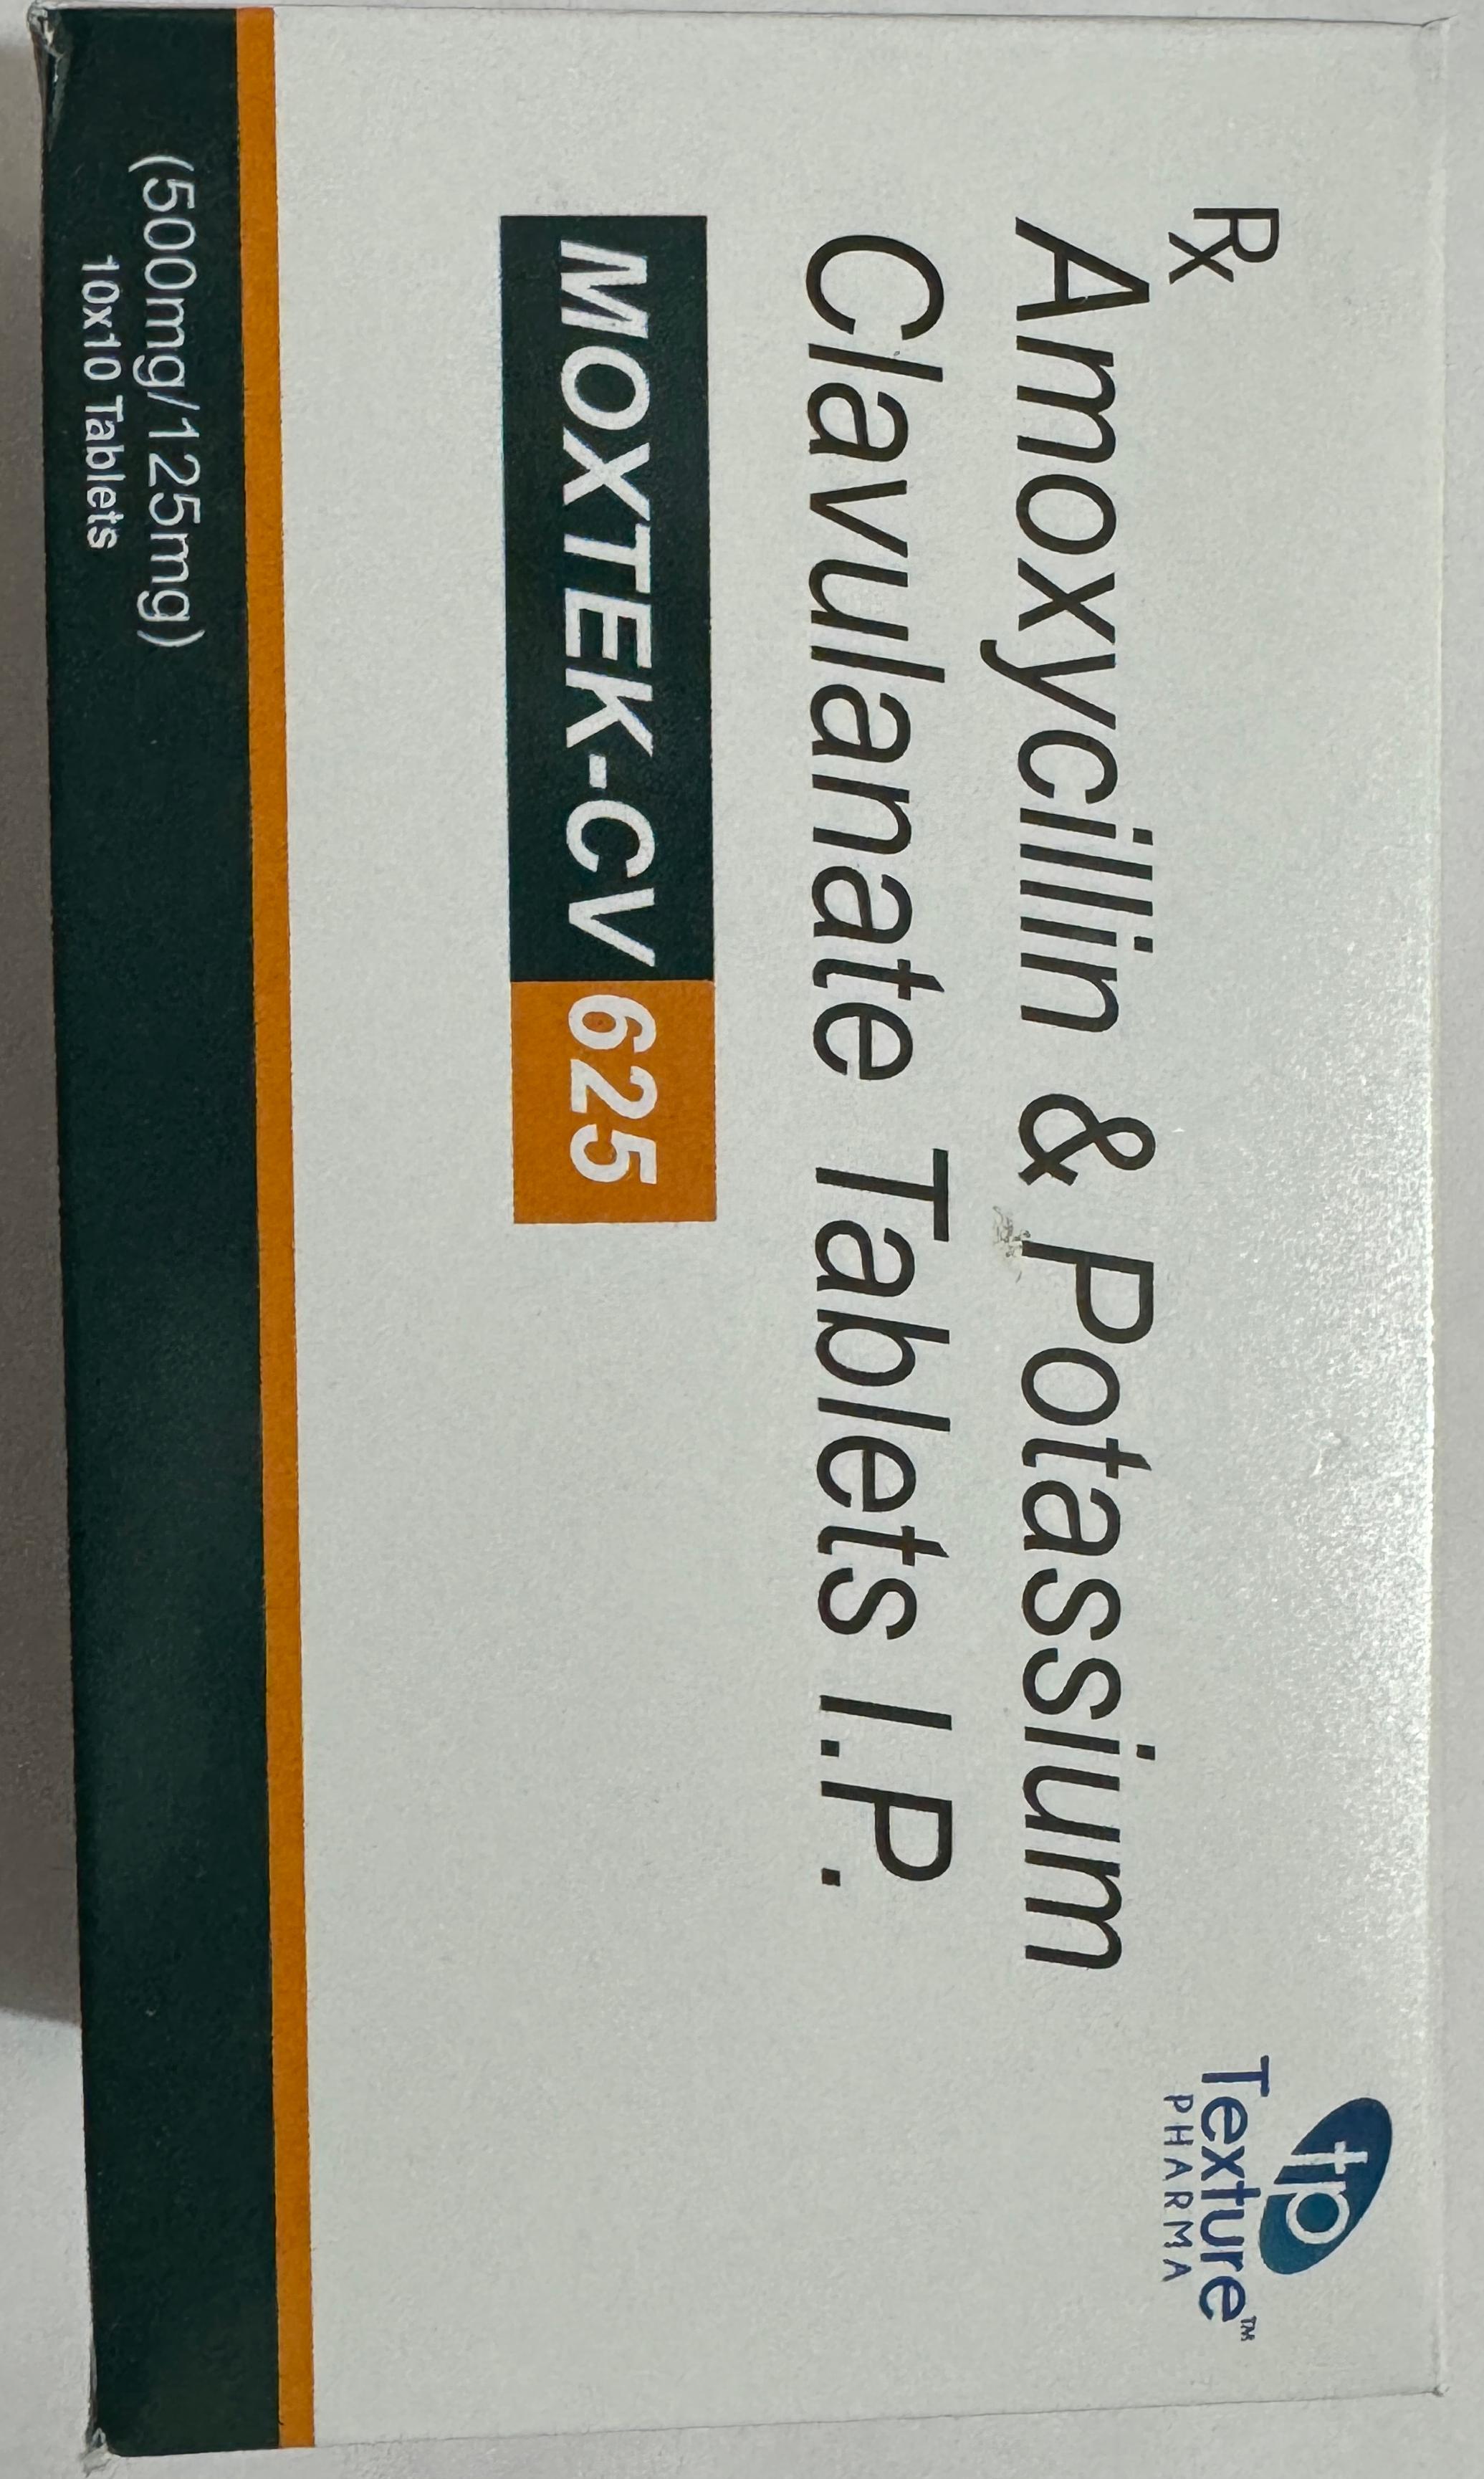 Rx
Amoxycillin & Potassium
Clavulanate Tablets I.P.
MOXTEK-CV 625
(500mg/125mg)
10x10 Tablets
tp
Texture™
PHARMA